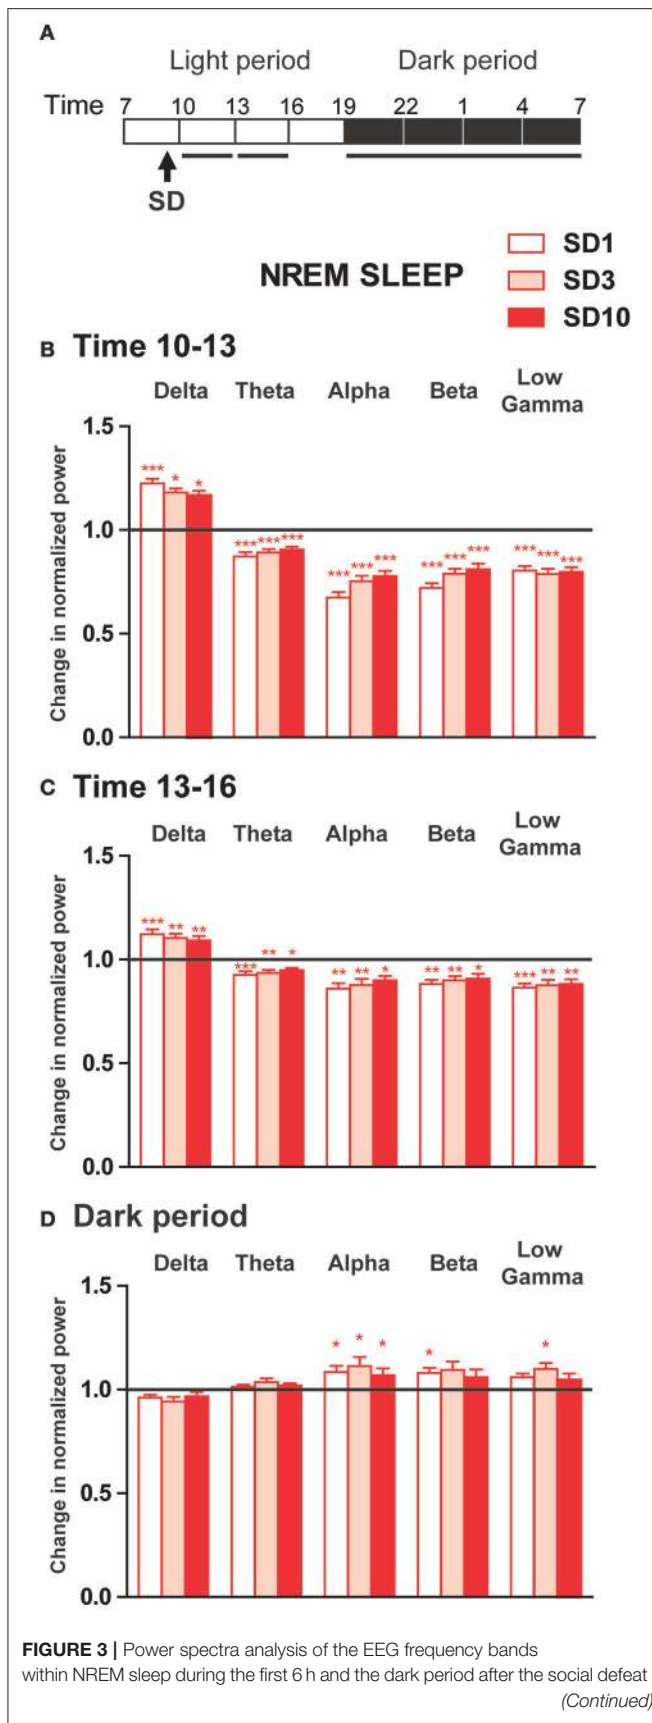 A
Light period Dark period
Time 7 10 13 16 19 22 1 4 7
SD
NREM SLEEP
SD1
SD3
SD10
B Time 10-13
Delta Theta Alpha Beta Low Gamma
Change in normalized power
1.5
1.0
0.5
0.0
*** * *
*** *** ***
*** *** ***
*** *** ***
*** *** ***
C Time 13-16
Delta Theta Alpha Beta Low Gamma
Change in normalized power
1.5
1.0
0.5
0.0
*** ** **
*** ** *
** ** *
** ** *
*** ** **
D Dark period
Delta Theta Alpha Beta Low Gamma
Change in normalized power
1.5
1.0
0.5
0.0
* * *
*
*
FIGURE 3 | Power spectra analysis of the EEG frequency bands
within NREM sleep during the first 6 h and the dark period after the social defeat
(Continued)